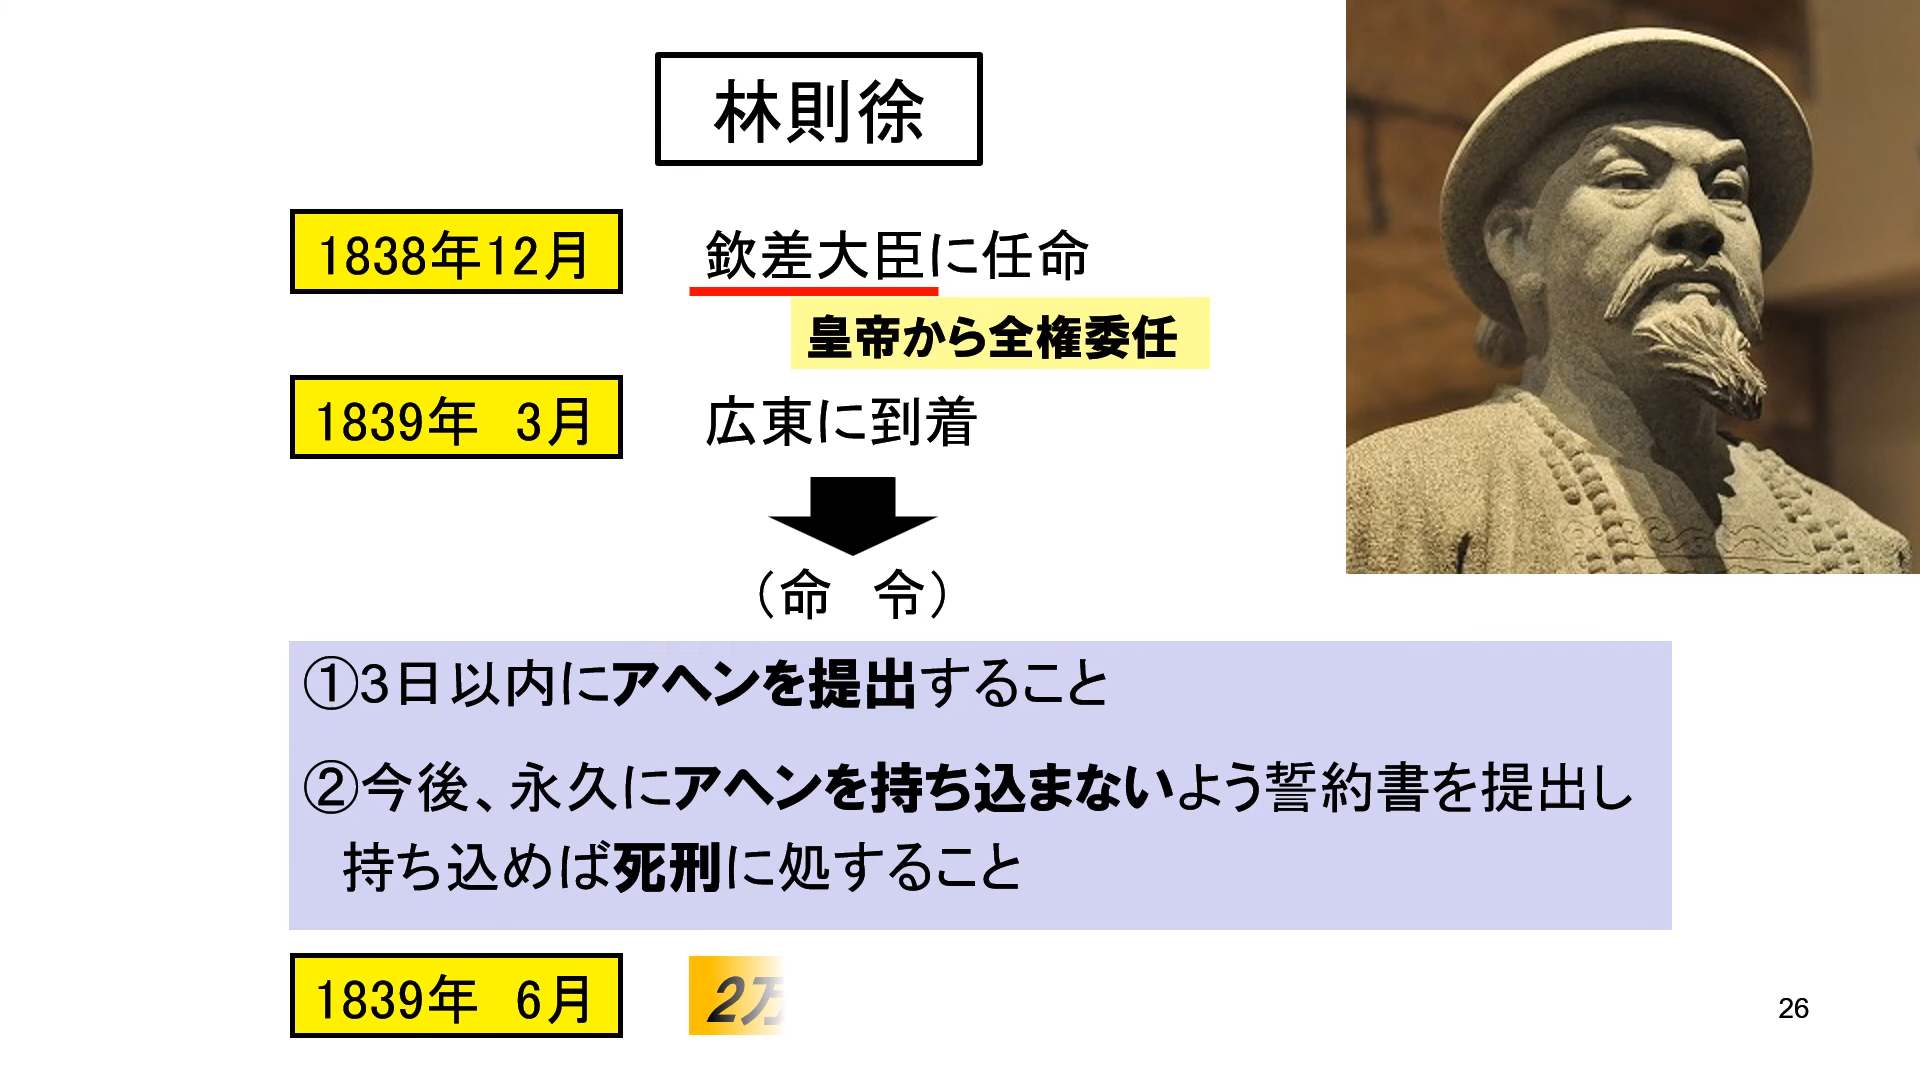 林則徐
1838年12月 欽差大臣に任命
皇帝から全権委任
1839年 3月 広東に到着
（命 令）
①3日以内にアヘンを提出すること
②今後、永久にアヘンを持ち込まないよう誓約書を提出し
持ち込めば死刑に処すること
1839年 6月 2万
26